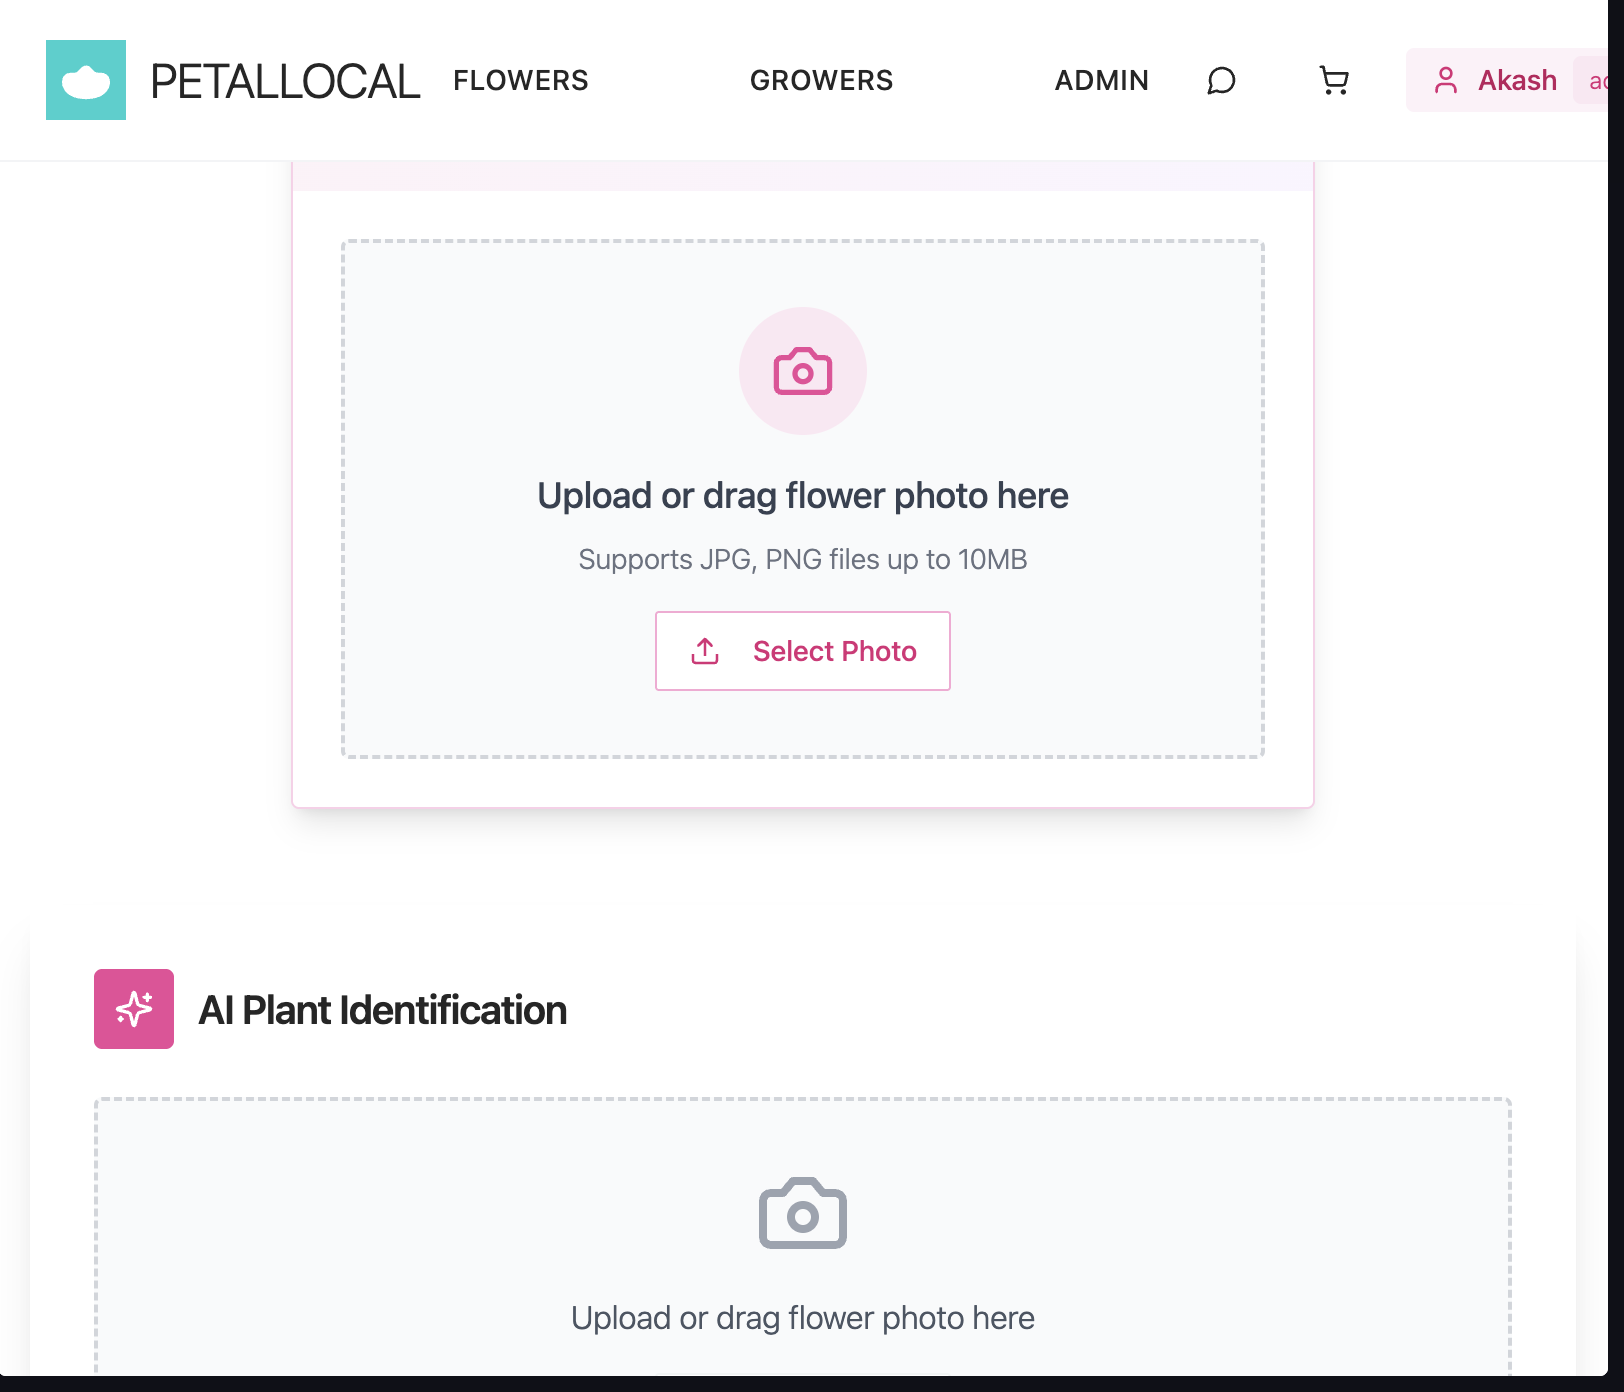 PETALLOCAL FLOWERS GROWERS ADMIN Akash
Upload or drag flower photo here
Supports JPG, PNG files up to 10MB
Select Photo
AI Plant Identification
Upload or drag flower photo here